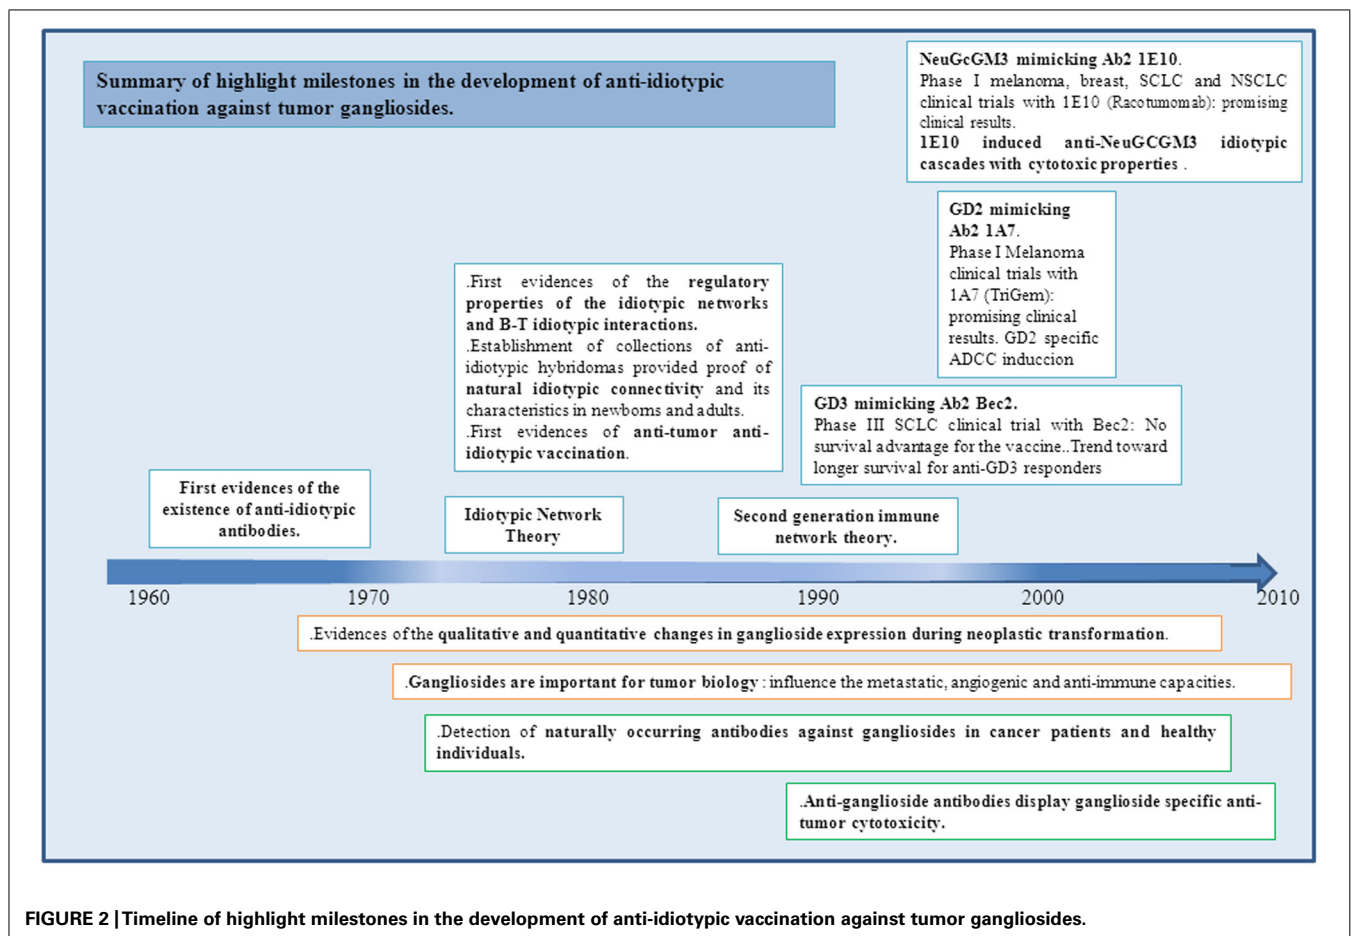 Summary of highlight milestones in the development of anti-idiotypic
vaccination against tumor gangliosides.
NeuGcGM3 mimicking Ab2 1E10.
Phase I melanoma, breast, SCLC and NSCLC
clinical trials with 1E10 (Racotumomab): promising
clinical results.
1E10 induced anti-NeuGCGM3 idiotypic
cascades with cytotoxic properties .
GD2 mimicking
Ab2 1A7.
Phase I Melanoma
clinical trials with
1A7 (TriGem):
promising clinical
results. GD2 specific
ADCC induccion
.First evidences of the regulatory
properties of the idiotypic networks
and B-T idiotypic interactions.
.Establishment of collections of anti-
idiotypic hybridomas provided proof of
natural idiotypic connectivity and its
characteristics in newborns and adults.
.First evidences of anti-tumor anti-
idiotypic vaccination.
GD3 mimicking Ab2 Bec2.
Phase III SCLC clinical trial with Bec2: No
survival advantage for the vaccine..Trend toward
longer survival for anti-GD3 responders
First evidences of the
existence of anti-idiotypic
antibodies.
Idiotypic Network
Theory
Second generation immune
network theory.
1960 1970 1980 1990 2000 2010
.Evidences of the qualitative and quantitative changes in ganglioside expression during neoplastic transformation.
.Gangliosides are important for tumor biology : influence the metastatic, angiogenic and anti-immune capacities.
.Detection of naturally occurring antibodies against gangliosides in cancer patients and healthy
individuals.
.Anti-ganglioside antibodies display ganglioside specific anti-
tumor cytotoxicity.
FIGURE 2 | Timeline of highlight milestones in the development of anti-idiotypic vaccination against tumor gangliosides.